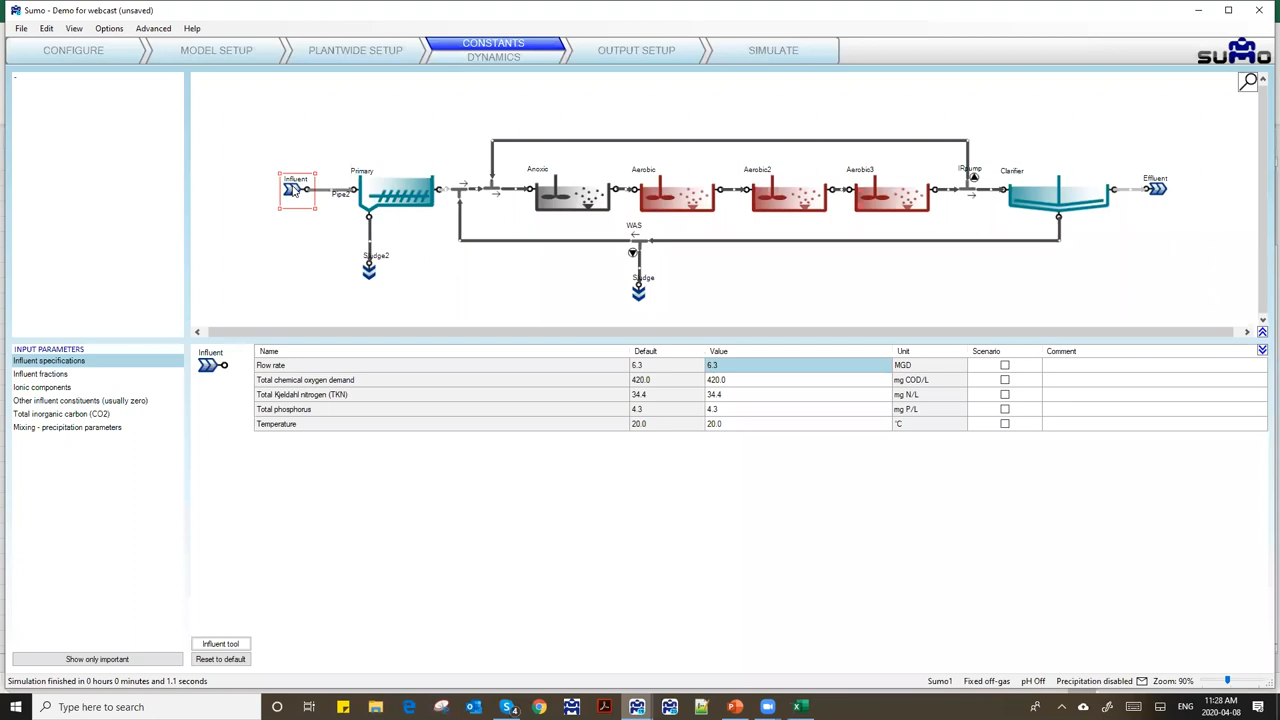 Sumo - Demo for webcast (unsaved)
File Edit View Options Advanced Help
CONFIGURE MODEL SETUP PLANTWIDE SETUP CONSTANTS OUTPUT SETUP SIMULATE
DYNAMICS
sumo
-
Influent
Pipe2
Primary
Sludge2
Anoxic
Aerobic
Aerobic2
Aerobic3
IRpump
Clarifier
Effluent
WAS
Sludge
INPUT PARAMETERS
Influent specifications
Influent fractions
Ionic components
Other influent constituents (usually zero)
Total inorganic carbon (CO2)
Mixing - precipitation parameters
Show only important
Influent
Name Default Value Unit Scenario Comment
Flow rate 6.3 6.3 MGD
Total chemical oxygen demand 420.0 420.0 mg COD/L
Total Kjeldahl nitrogen (TKN) 34.4 34.4 mg N/L
Total phosphorus 4.3 4.3 mg P/L
Temperature 20.0 20.0 °C
Influent tool
Reset to default
Simulation finished in 0 hours 0 minutes and 1.1 seconds
Sumo1 Fixed off-gas pH Off Precipitation disabled Zoom: 90%
Type here to search
11:28 AM
2020-04-08